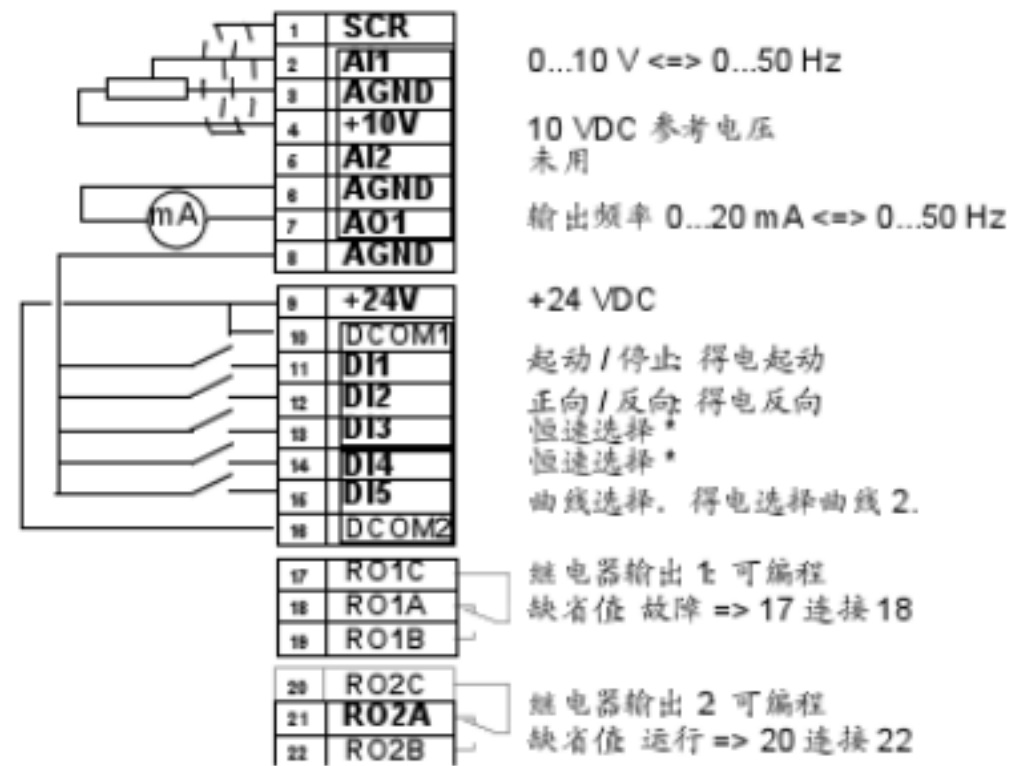 1 SCR
2 AI1 0...10 V <=> 0...50 Hz
3 AGND
4 +10V 10 VDC 参考电压
5 AI2 未用
6 AGND
mA 7 AO1 输出频率 0...20 mA <=> 0...50 Hz
8 AGND
9 +24V +24 VDC
10 DCOM1
11 DI1 起动 / 停止: 得电起动
12 DI2 正向 / 反向: 得电反向
13 DI3 恒速选择 *
14 DI4 恒速选择 *
15 DI5 曲线选择. 得电选择曲线 2.
16 DCOM2
17 RO1C 继电器输出 1: 可编程
18 RO1A 缺省值: 故障 => 17 连接 18
19 RO1B
20 RO2C 继电器输出 2 可编程
21 RO2A
22 RO2B 缺省值: 运行 => 20 连接 22